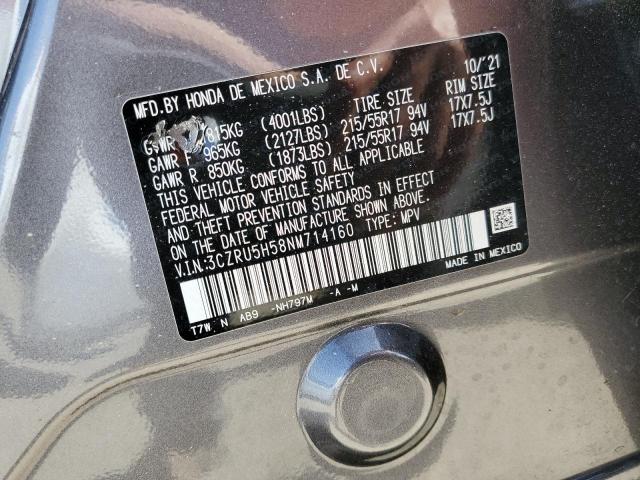 MFD.BY HONDA DE MEXICO S.A. DE C.V. 10/'21
815KG (4001LBS) TIRE SIZE RIM SIZE
GAWR F 965KG (2127LBS) 215/55R17 94V 17X7.5J
GAWR R 850KG (1873LBS) 215/55R17 94V 17X7.5J
THIS VEHICLE CONFORMS TO ALL APPLICABLE
FEDERAL MOTOR VEHICLE SAFETY
AND THEFT PREVENTION STANDARDS IN EFFECT
ON THE DATE OF MANUFACTURE SHOWN ABOVE.
V.I.N:3CZRU5H58NM714160 TYPE: MPV
MADE IN MEXICO
T7W N AB9 -NH797M -A -M